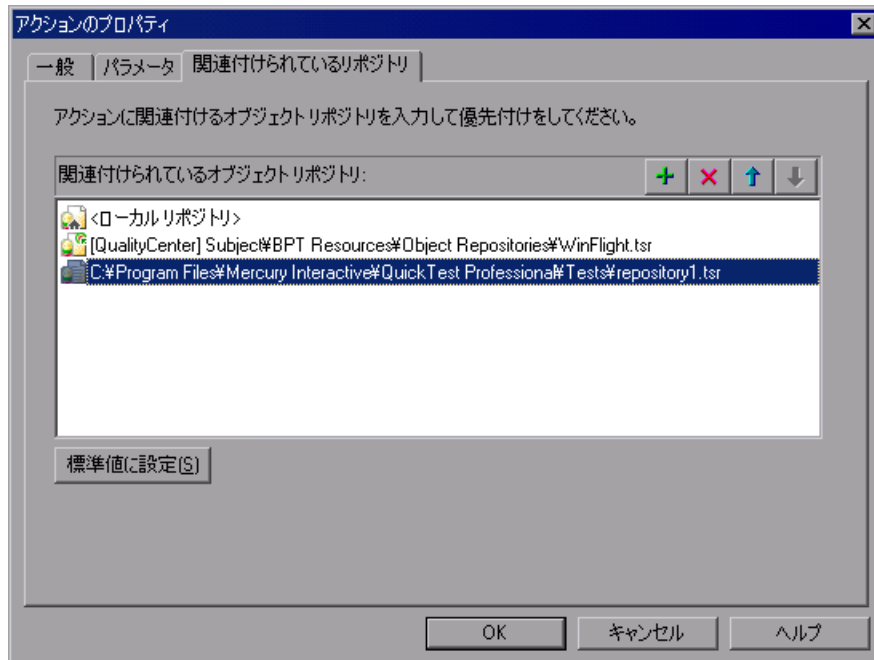 アクションのプロパティ
一般 パラメータ 関連付けられているリポジトリ
アクションに関連付けるオブジェクト リポジトリを入力して優先付けをしてください。
関連付けられているオブジェクト リポジトリ:
<ローカル リポジトリ>
[QualityCenter] Subject¥BPT Resources¥Object Repositories¥WinFlight.tsr
C:¥Program Files¥Mercury Interactive¥QuickTest Professional¥Tests¥repository1.tsr
標準値に設定(S)
OK キャンセル ヘルプ